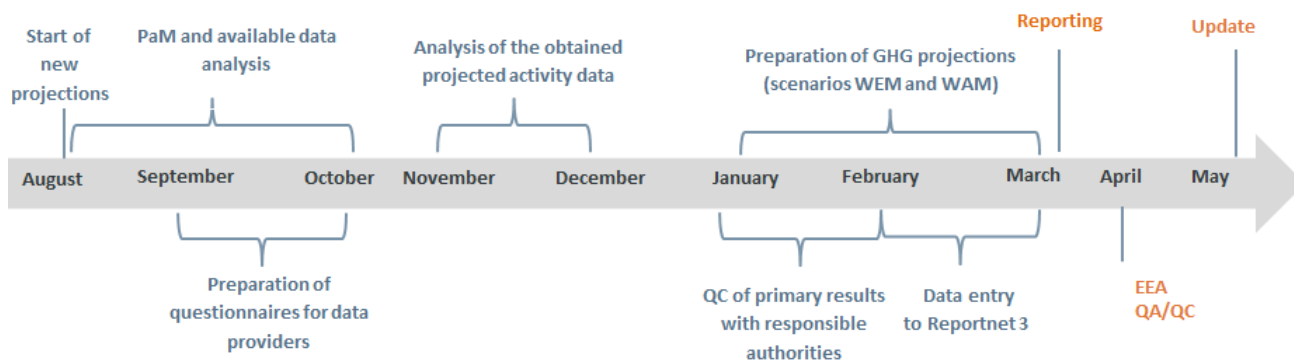 Start of
new
projections
PaM and available data
analysis
Analysis of the obtained
projected activity data
Preparation of GHG projections
(scenarios WEM and WAM)
Reporting
Update
August
September
October
November
December
January
February
March
April
May
Preparation of
questionnaires for data
providers
QC of primary results
with responsible
authorities
Data entry
to Reportnet 3
EEA
QA/QC